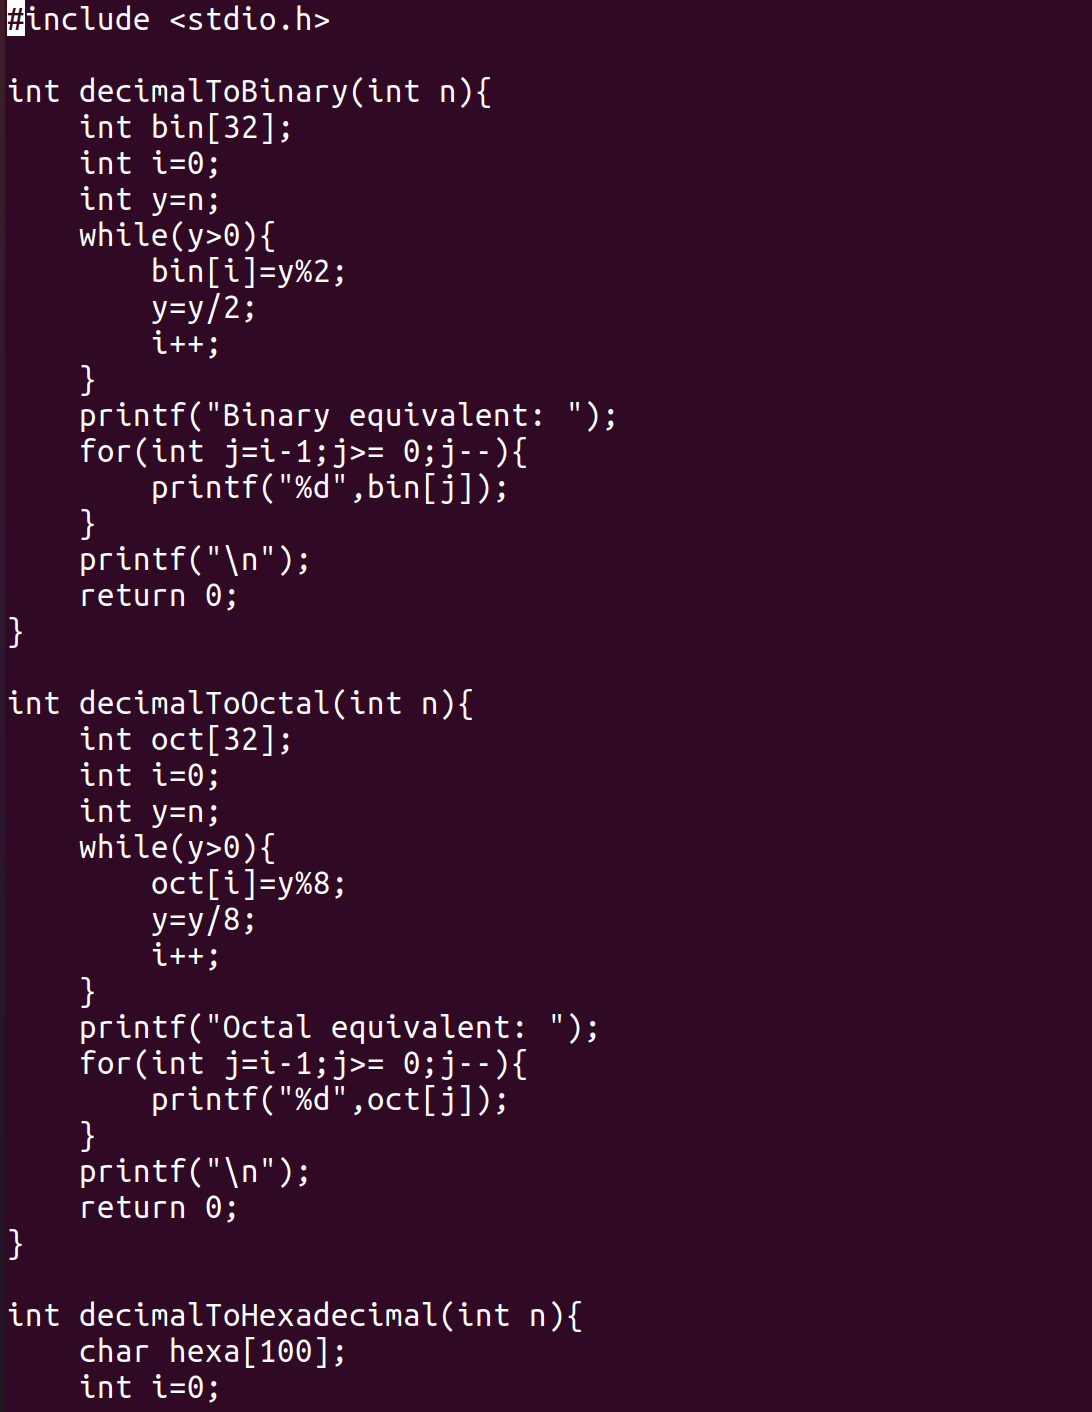 #include <stdio.h>

int decimalToBinary(int n){
    int bin[32];
    int i=0;
    int y=n;
    while(y>0){
        bin[i]=y%2;
        y=y/2;
        i++;
    }
    printf("Binary equivalent: ");
    for(int j=i-1;j>= 0;j--){
        printf("%d",bin[j]);
    }
    printf("\n");
    return 0;
}

int decimalToOctal(int n){
    int oct[32];
    int i=0;
    int y=n;
    while(y>0){
        oct[i]=y%8;
        y=y/8;
        i++;
    }
    printf("Octal equivalent: ");
    for(int j=i-1;j>= 0;j--){
        printf("%d",oct[j]);
    }
    printf("\n");
    return 0;
}

int decimalToHexadecimal(int n){
    char hexa[100];
    int i=0;